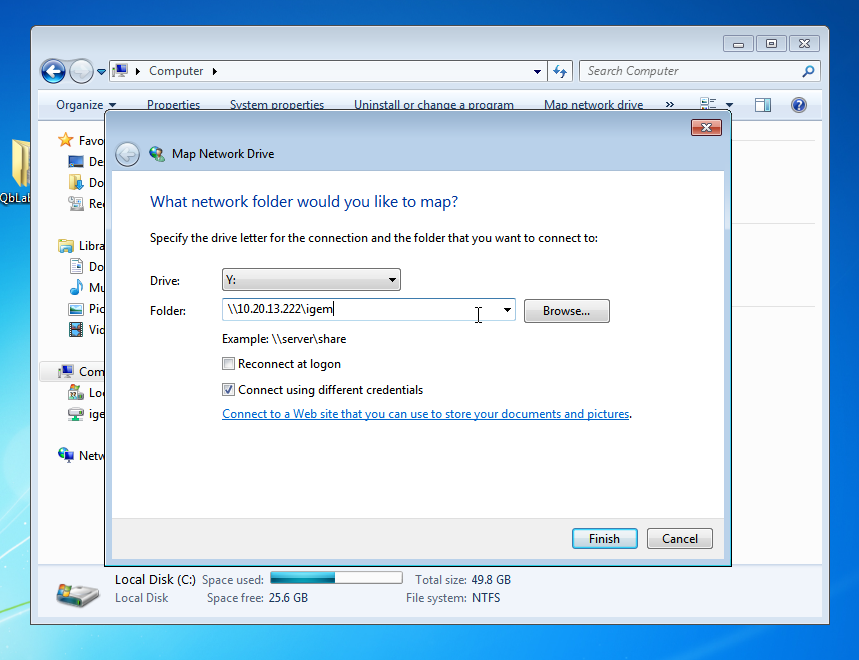 Computer
Search Computer
Organize Properties System properties Uninstall or change a program Map network drive »
Map Network Drive
What network folder would you like to map?
Specify the drive letter for the connection and the folder that you want to connect to:
Drive: Y:
Folder: \\10.20.13.222\igem Browse...
Example: \\server\share
Reconnect at logon
Connect using different credentials
Connect to a Web site that you can use to store your documents and pictures.
Finish Cancel
Favo
De
Do
Re
Libra
Do
Mu
Pic
Vid
Com
Lo
ige
Netw
QbLab
Local Disk (C:) Space used: Total size: 49.8 GB
Local Disk Space free: 25.6 GB File system: NTFS